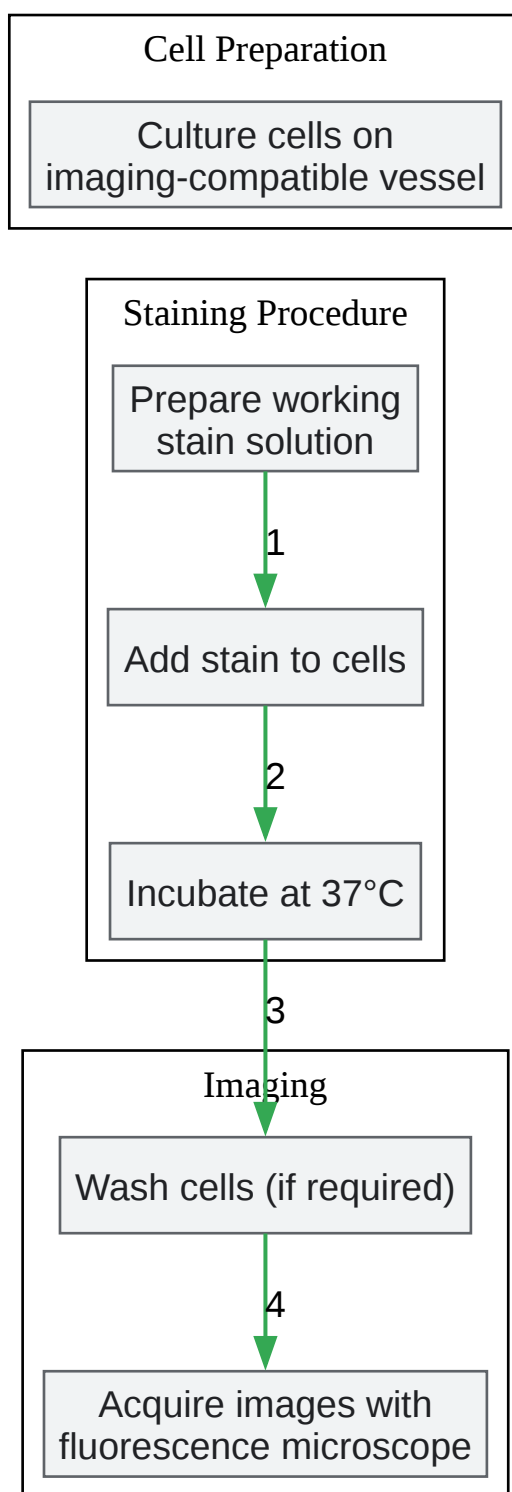 Cell Preparation
Culture cells on
imaging-compatible vessel
Staining Procedure
Prepare working
stain solution
1
Add stain to cells
2
Incubate at 37°C
3
Imaging
Wash cells (if required)
4
Acquire images with
fluorescence microscope